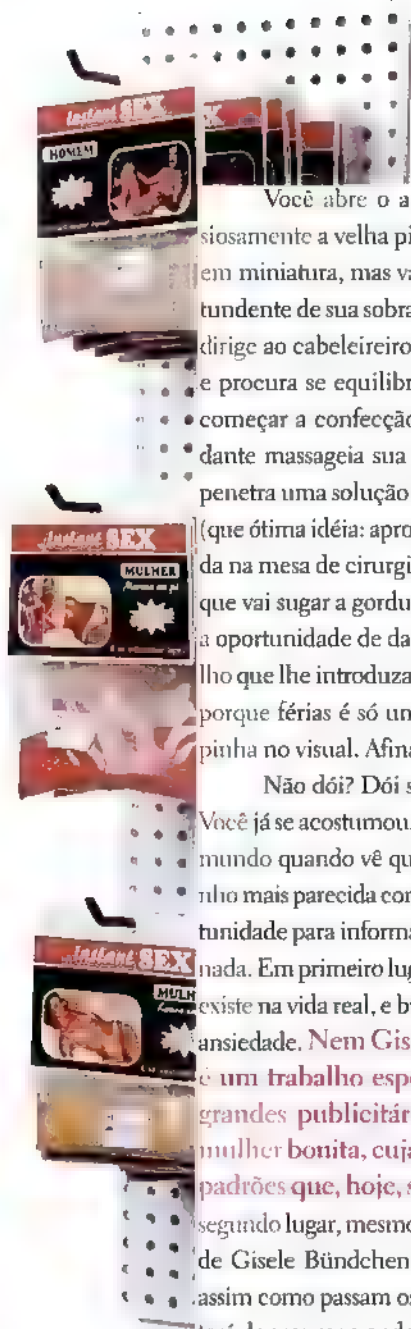 Instant SEX
HOMEM
Você abre o a
siosamente a velha pi
em miniatura, mas va
tundente de sua sobra
dirige ao cabeleireiro
e procura se equilibr
começar a confecção
dante massageia sua
penetra uma solução
(que ótima idéia: apro
da na mesa de cirurgi
que vai sugar a gordu
a oportunidade de da
lho que lhe introduza
porque férias é só un
pinha no visual. Afina
Não dói? Dói s
Você já se acostumou.
mundo quando vê qu
nho mais parecida con
tunidade para informa
nada. Em primeiro lug
existe na vida real, e b
ansiedade. Nem Gis
é um trabalho espe
grandes publicitár
mulher bonita, cuja
padrões que, hoje, s
segundo lugar, mesmo
de Gisele Bündchen
assim como passam os
Instant SEX
MULHER
Instant SEX
MULH